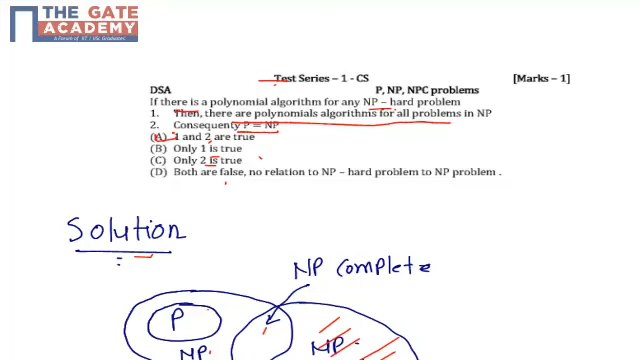 THE GATE
ACADEMY
A Forum of IIT / IISc Graduates
Test Series – 1 - CS
DSA P, NP, NPC problems [Marks – 1]
If there is a polynomial algorithm for any NP – hard problem
1. Then, there are polynomials algorithms for all problems in NP
2. Consequenty P = NP
(A) 1 and 2 are true
(B) Only 1 is true
(C) Only 2 is true
(D) Both are false, no relation to NP – hard problem to NP problem .
Solution
NP complete
P
NP
NP